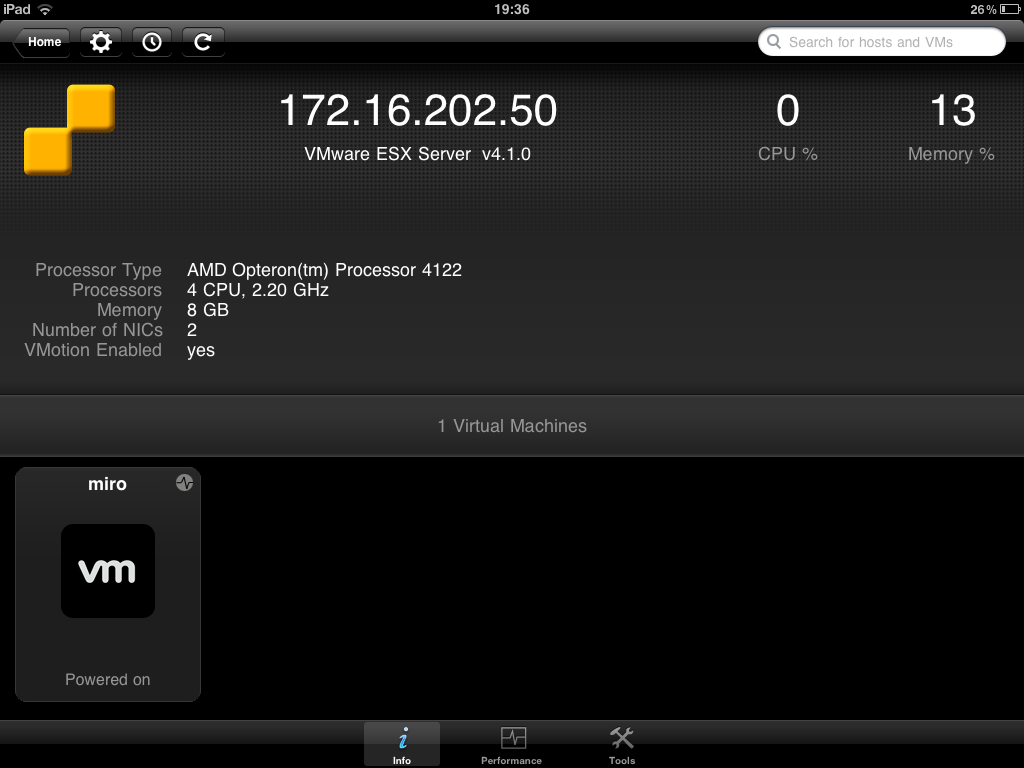 iPad 19:36 26%
Home Search for hosts and VMs
172.16.202.50 0 13
VMware ESX Server v4.1.0 CPU % Memory %
Processor Type AMD Opteron(tm) Processor 4122
Processors 4 CPU, 2.20 GHz
Memory 8 GB
Number of NICs 2
VMotion Enabled yes
1 Virtual Machines
miro
vm
Powered on
i
Info Performance Tools